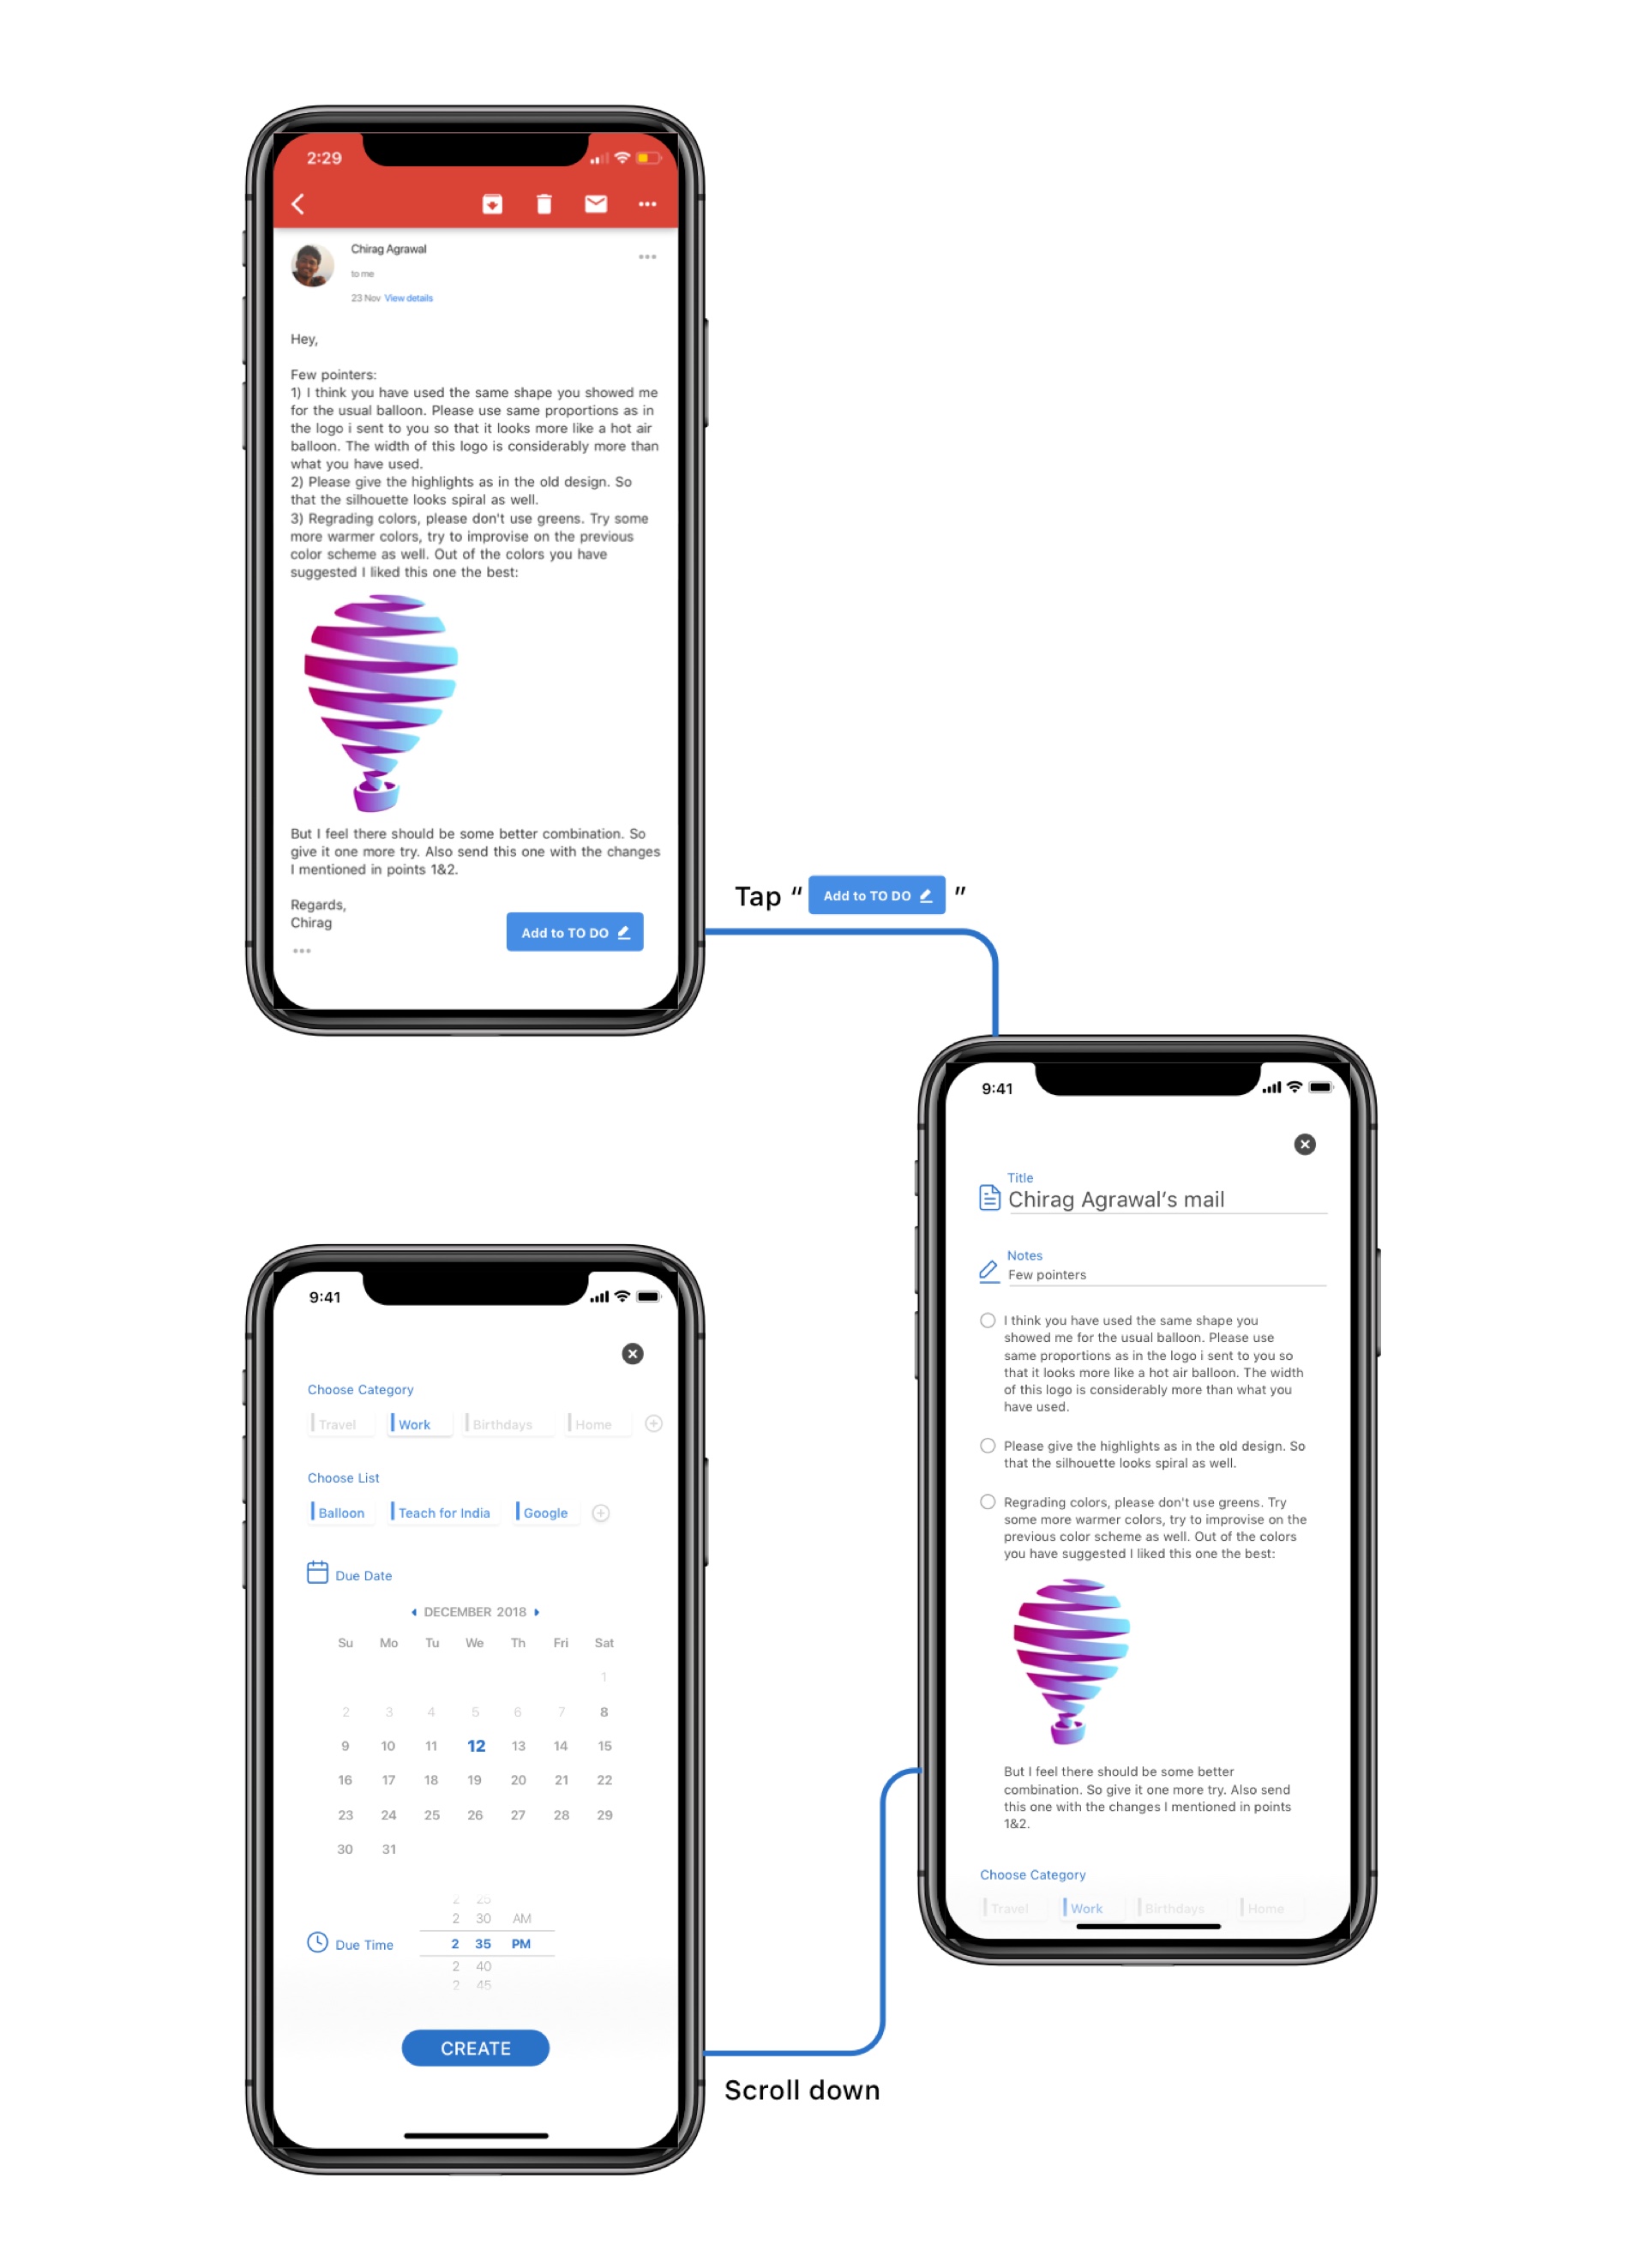 2:29
Chirag Agrawal
to me
23 Nov View details
Hey,
Few pointers:
1) I think you have used the same shape you showed me
for the usual balloon. Please use same proportions as in
the logo i sent to you so that it looks more like a hot air
balloon. The width of this logo is considerably more than
what you have used.
2) Please give the highlights as in the old design. So
that the silhouette looks spiral as well.
3) Regrading colors, please don't use greens. Try some
more warmer colors, try to improvise on the previous
color scheme as well. Out of the colors you have
suggested I liked this one the best:
But I feel there should be some better combination. So
give it one more try. Also send this one with the changes
I mentioned in points 1&2.
Regards,
Chirag
Add to TO DO
Tap “ Add to TO DO ”
9:41
Title
Chirag Agrawal’s mail
Notes
Few pointers
I think you have used the same shape you
showed me for the usual balloon. Please use
same proportions as in the logo i sent to you so
that it looks more like a hot air balloon. The width
of this logo is considerably more than what you
have used.
Please give the highlights as in the old design. So
that the silhouette looks spiral as well.
Regrading colors, please don't use greens. Try
some more warmer colors, try to improvise on the
previous color scheme as well. Out of the colors
you have suggested I liked this one the best:
But I feel there should be some better
combination. So give it one more try. Also send
this one with the changes I mentioned in points
1&2.
Choose Category
Travel Work Birthdays Home
Scroll down
9:41
Choose Category
Travel Work Birthdays Home
Choose List
Balloon Teach for India Google
Due Date
DECEMBER 2018
Su Mo Tu We Th Fri Sat
1
2 3 4 5 6 7 8
9 10 11 12 13 14 15
16 17 18 19 20 21 22
23 24 25 26 27 28 29
30 31
2 25
2 30 AM
Due Time 2 35 PM
2 40
2 45
CREATE